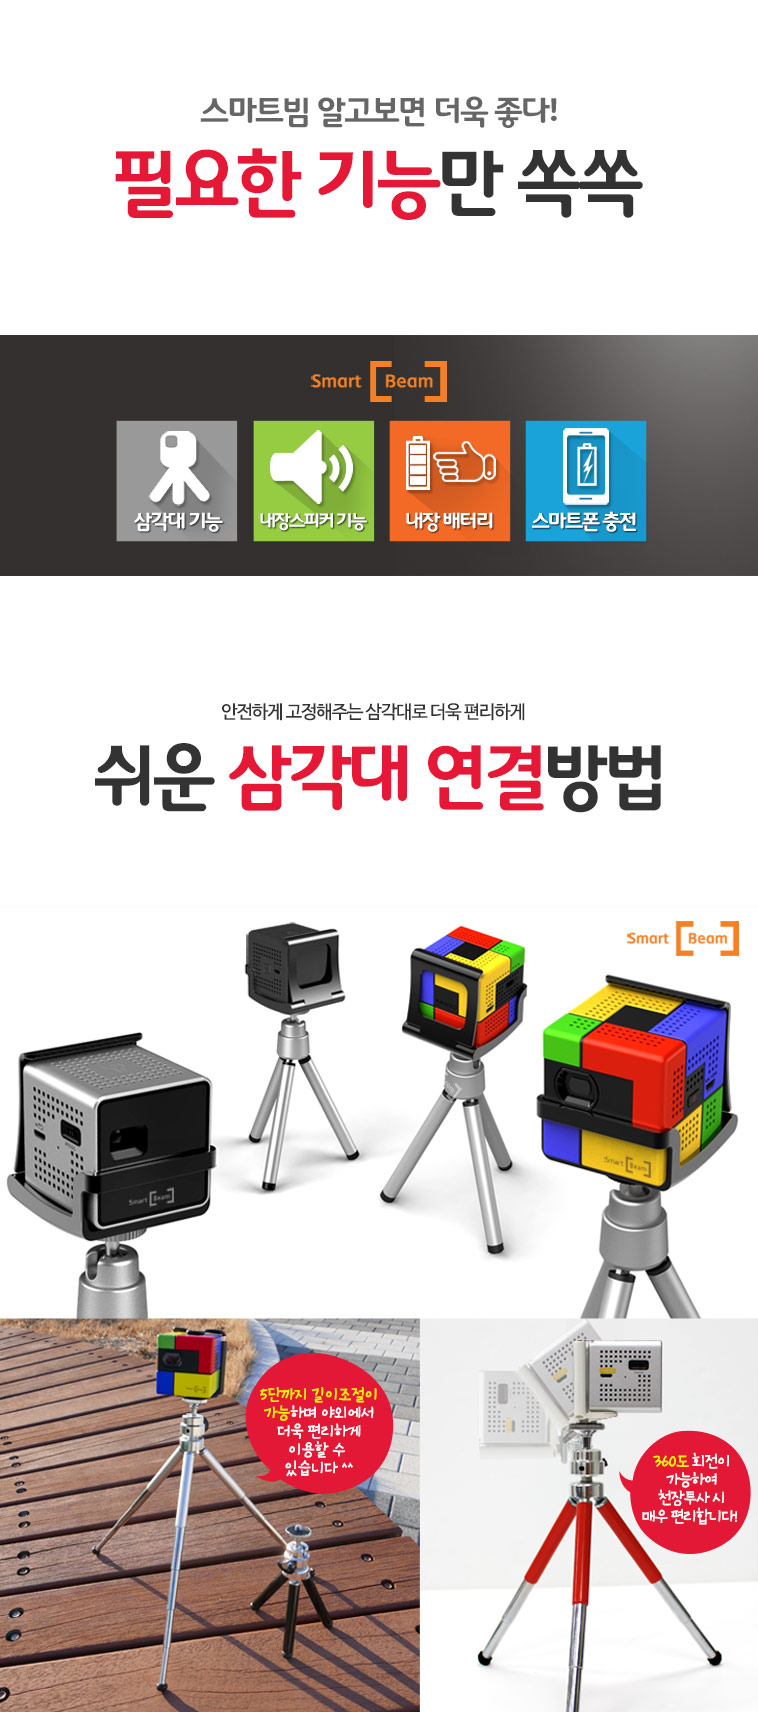 스마트빔 알고보면 더욱 좋다!
필요한 기능만 쏙쏙
Smart [Beam]
삼각대 기능
내장스피커 기능
내장 배터리
스마트폰 충전
안전하게 고정해주는 삼각대로 더욱 편리하게
쉬운 삼각대 연결방법
Smart [Beam]
Smart [Beam]
Smart [Beam]
5단까지 길이조절이
가능하며 야외에서
더욱 편리하게
이용할 수
있습니다 ^^
360도 회전이
가능하여
천장투사 시
매우 편리합니다!